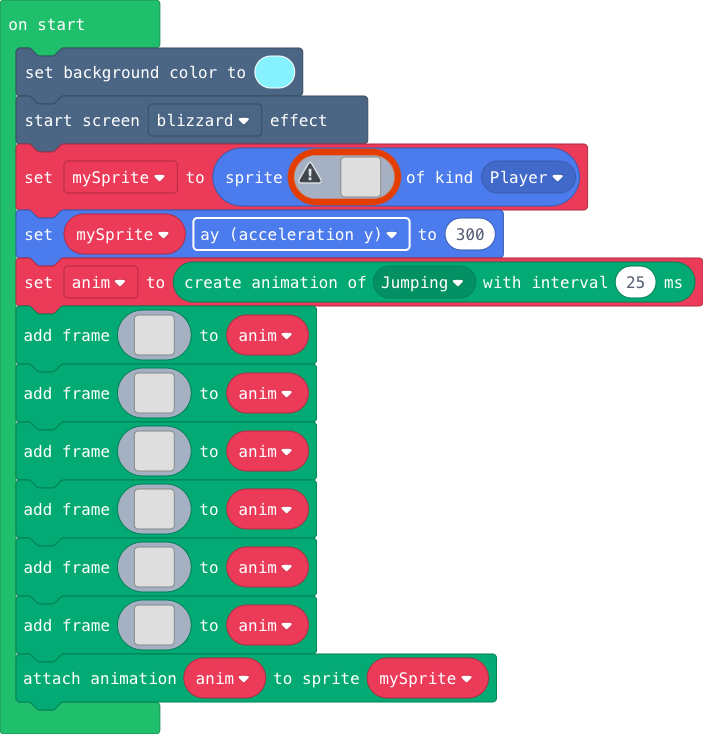 on start
set background color to
start screen blizzard effect
set mySprite to sprite of kind Player
set mySprite ay (acceleration y) to 300
set anim to create animation of Jumping with interval 25 ms
add frame to anim
add frame to anim
add frame to anim
add frame to anim
add frame to anim
add frame to anim
attach animation anim to sprite mySprite